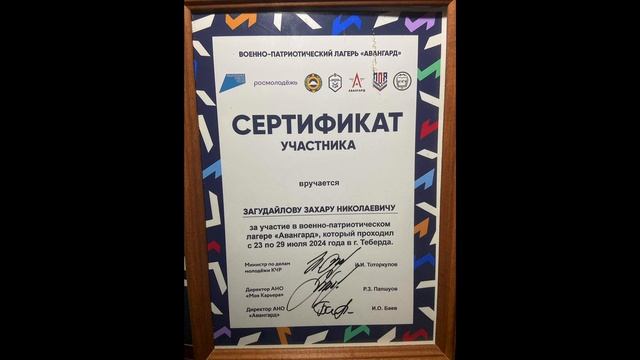 ВОЕННО-ПАТРИОТИЧЕСКИЙ ЛАГЕРЬ «АВАНГАРД»
росмолодёжь
АВАНГАРД
СЕРТИФИКАТ
УЧАСТНИКА
вручается
ЗАГУДАЙЛОВУ ЗАХАРУ НИКОЛАЕВИЧУ
за участие в военно-патриотическом
лагере «Авангард», который проходил
с 23 по 29 июля 2024 года в г. Теберда.
Министр по делам
молодёжи КЧР
И.И. Тоторкулов
Директор АНО
«Моя Карьера»
Р.З. Папшуов
Директор АНО
«Авангард»
И.О. Баев